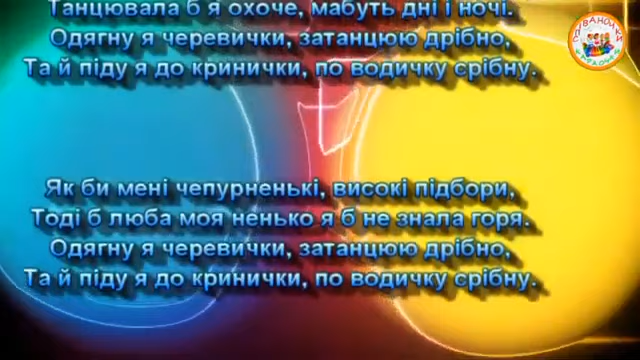 Танцювала б я охоче, мабуть дні і ночі.
Одягну я черевички, затанцюю дрібно,
Та й піду я до кринички, по водичку срібну.
Як би мені чепурненькі, високі підбори,
Тоді б люба моя ненько я б не знала горя.
Одягну я черевички, затанцюю дрібно,
Та й піду я до кринички, по водичку срібну.